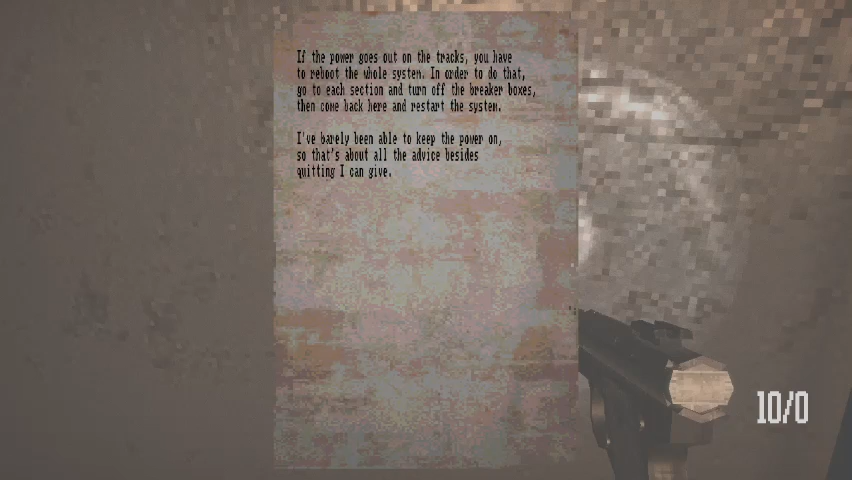 If the power goes out on the tracks, you have
to reboot the whole system. In order to do that,
go to each section and turn off the breaker boxes,
then come back here and restart the system.
I've barely been able to keep the power on,
so that's about all the advice besides
quitting I can give.
10/0